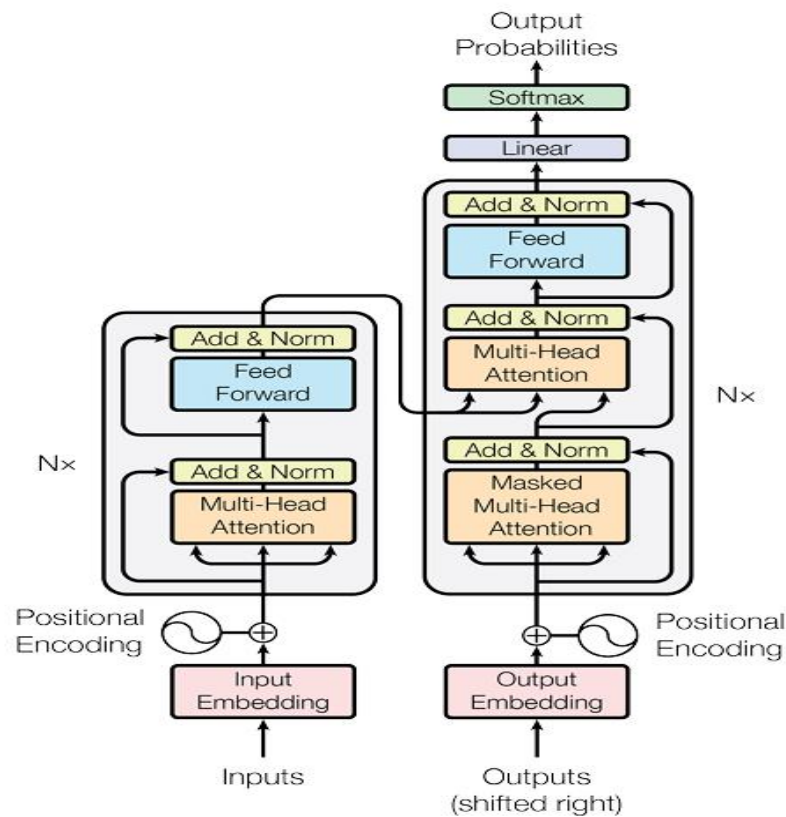 Output
Probabilities
Softmax
Linear
Add & Norm
Feed
Forward
Add & Norm
Multi-Head
Attention
Add & Norm
Masked
Multi-Head
Attention
Nx
Positional
Encoding
Output
Embedding
Outputs
(shifted right)
Add & Norm
Feed
Forward
Add & Norm
Multi-Head
Attention
Nx
Positional
Encoding
Input
Embedding
Inputs